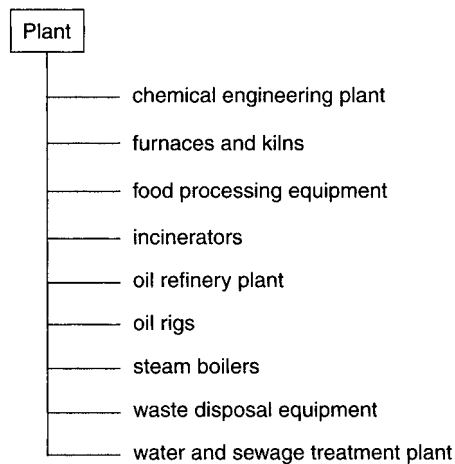 Plant
chemical engineering plant
furnaces and kilns
food processing equipment
incinerators
oil refinery plant
oil rigs
steam boilers
waste disposal equipment
water and sewage treatment plant